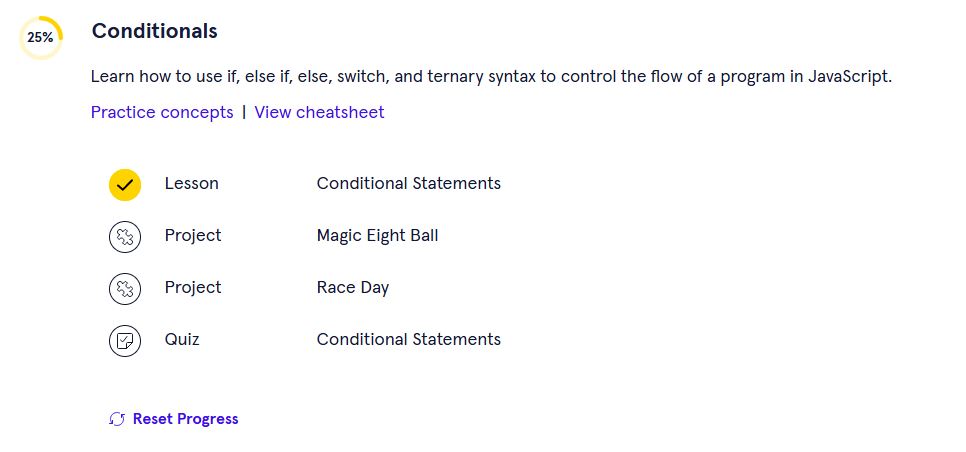 25%
Conditionals
Learn how to use if, else if, else, switch, and ternary syntax to control the flow of a program in JavaScript.
Practice concepts | View cheatsheet
Lesson Conditional Statements
Project Magic Eight Ball
Project Race Day
Quiz Conditional Statements
Reset Progress